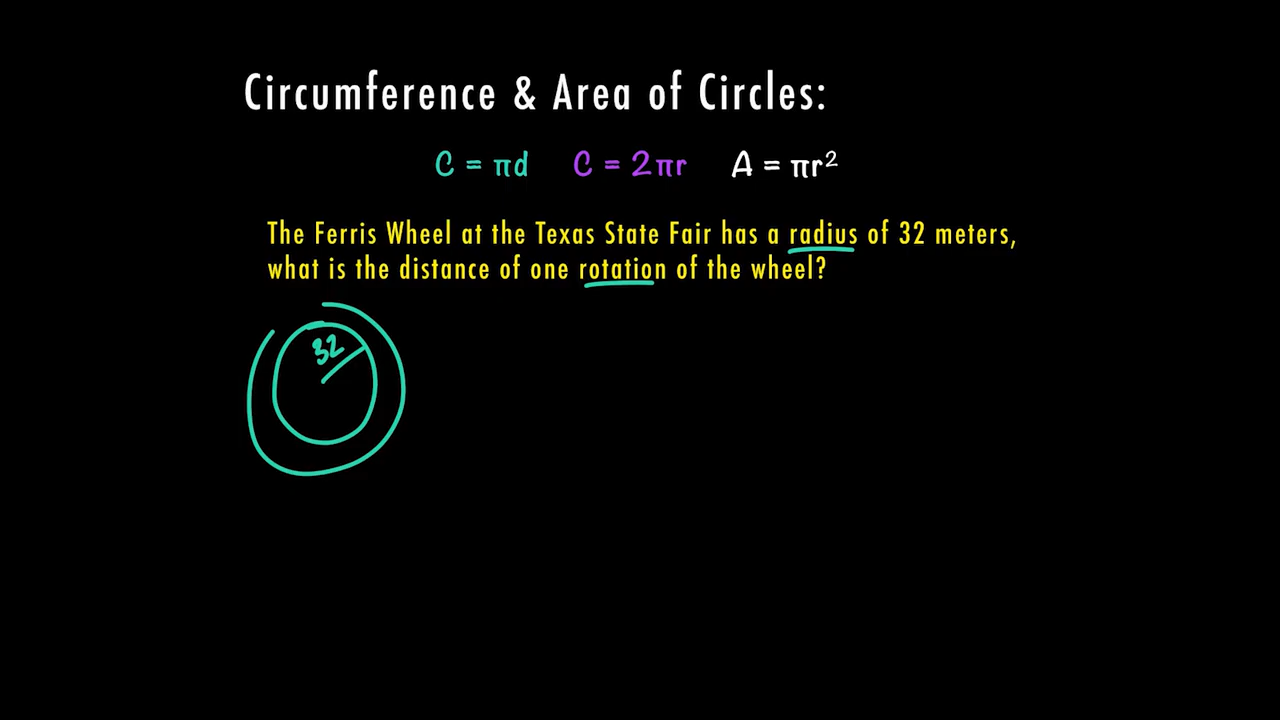 Circumference & Area of Circles:
C = πd C = 2πr A = πr²
The Ferris Wheel at the Texas State Fair has a radius of 32 meters,
what is the distance of one rotation of the wheel?
32